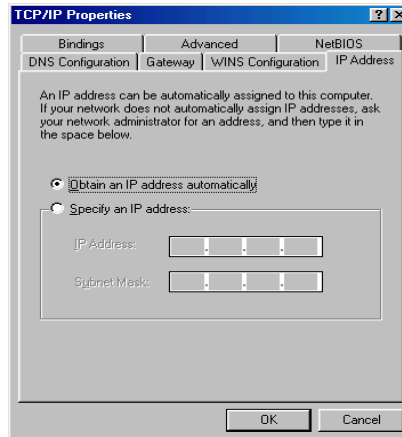 TCP/IP Properties
Bindings Advanced NetBIOS
DNS Configuration Gateway WINS Configuration IP Address
An IP address can be automatically assigned to this computer.
If your network does not automatically assign IP addresses, ask
your network administrator for an address, and then type it in
the space below.
Obtain an IP address automatically
Specify an IP address:
IP Address:
Subnet Mask:
OK Cancel